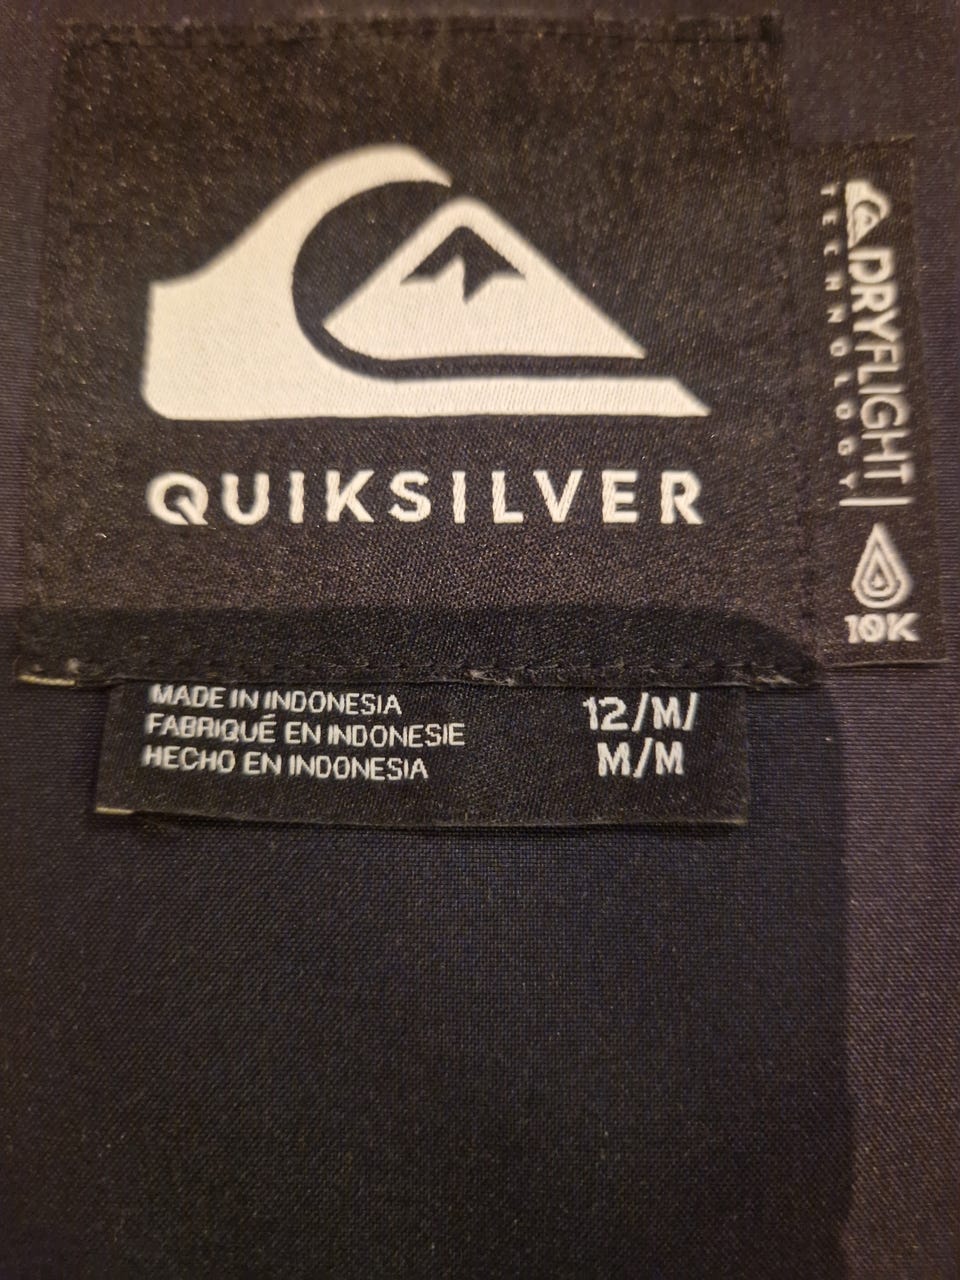 QUIKSILVER
DRYFLIGHT
TECHNOLOGY
10K
MADE IN INDONESIA
FABRIQUÉ EN INDONESIE
HECHO EN INDONESIA
12/M/
M/M